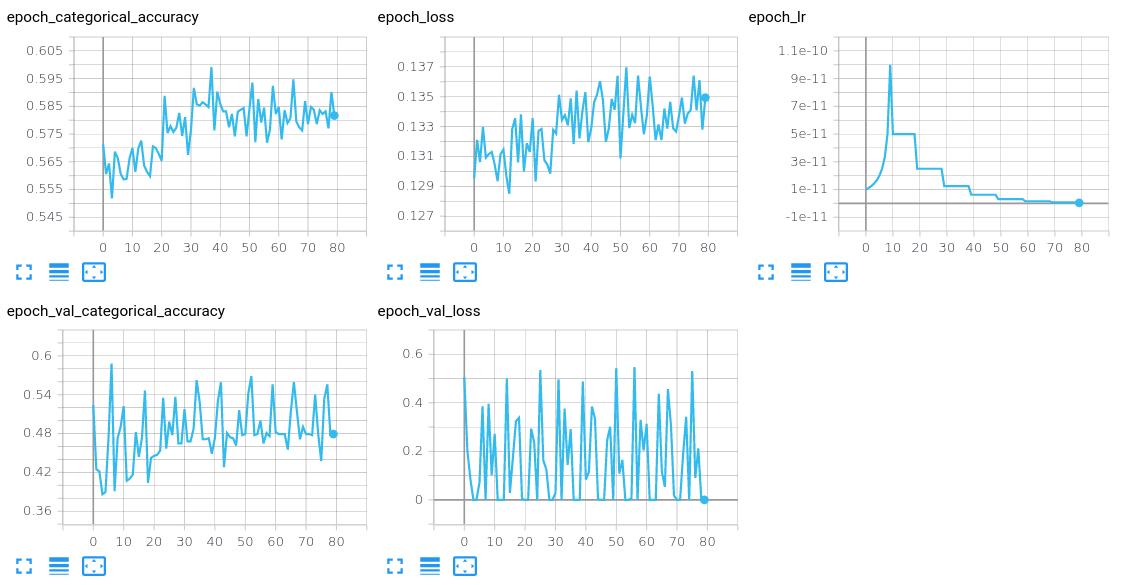 epoch_categorical_accuracy
0.605
0.595
0.585
0.575
0.565
0.555
0.545
0 10 20 30 40 50 60 70 80
epoch_loss
0.137
0.135
0.133
0.131
0.129
0.127
0 10 20 30 40 50 60 70 80
epoch_lr
1.1e-10
9e-11
7e-11
5e-11
3e-11
1e-11
-1e-11
0 10 20 30 40 50 60 70 80
epoch_val_categorical_accuracy
0.6
0.54
0.48
0.42
0.36
0 10 20 30 40 50 60 70 80
epoch_val_loss
0.6
0.4
0.2
0
0 10 20 30 40 50 60 70 80